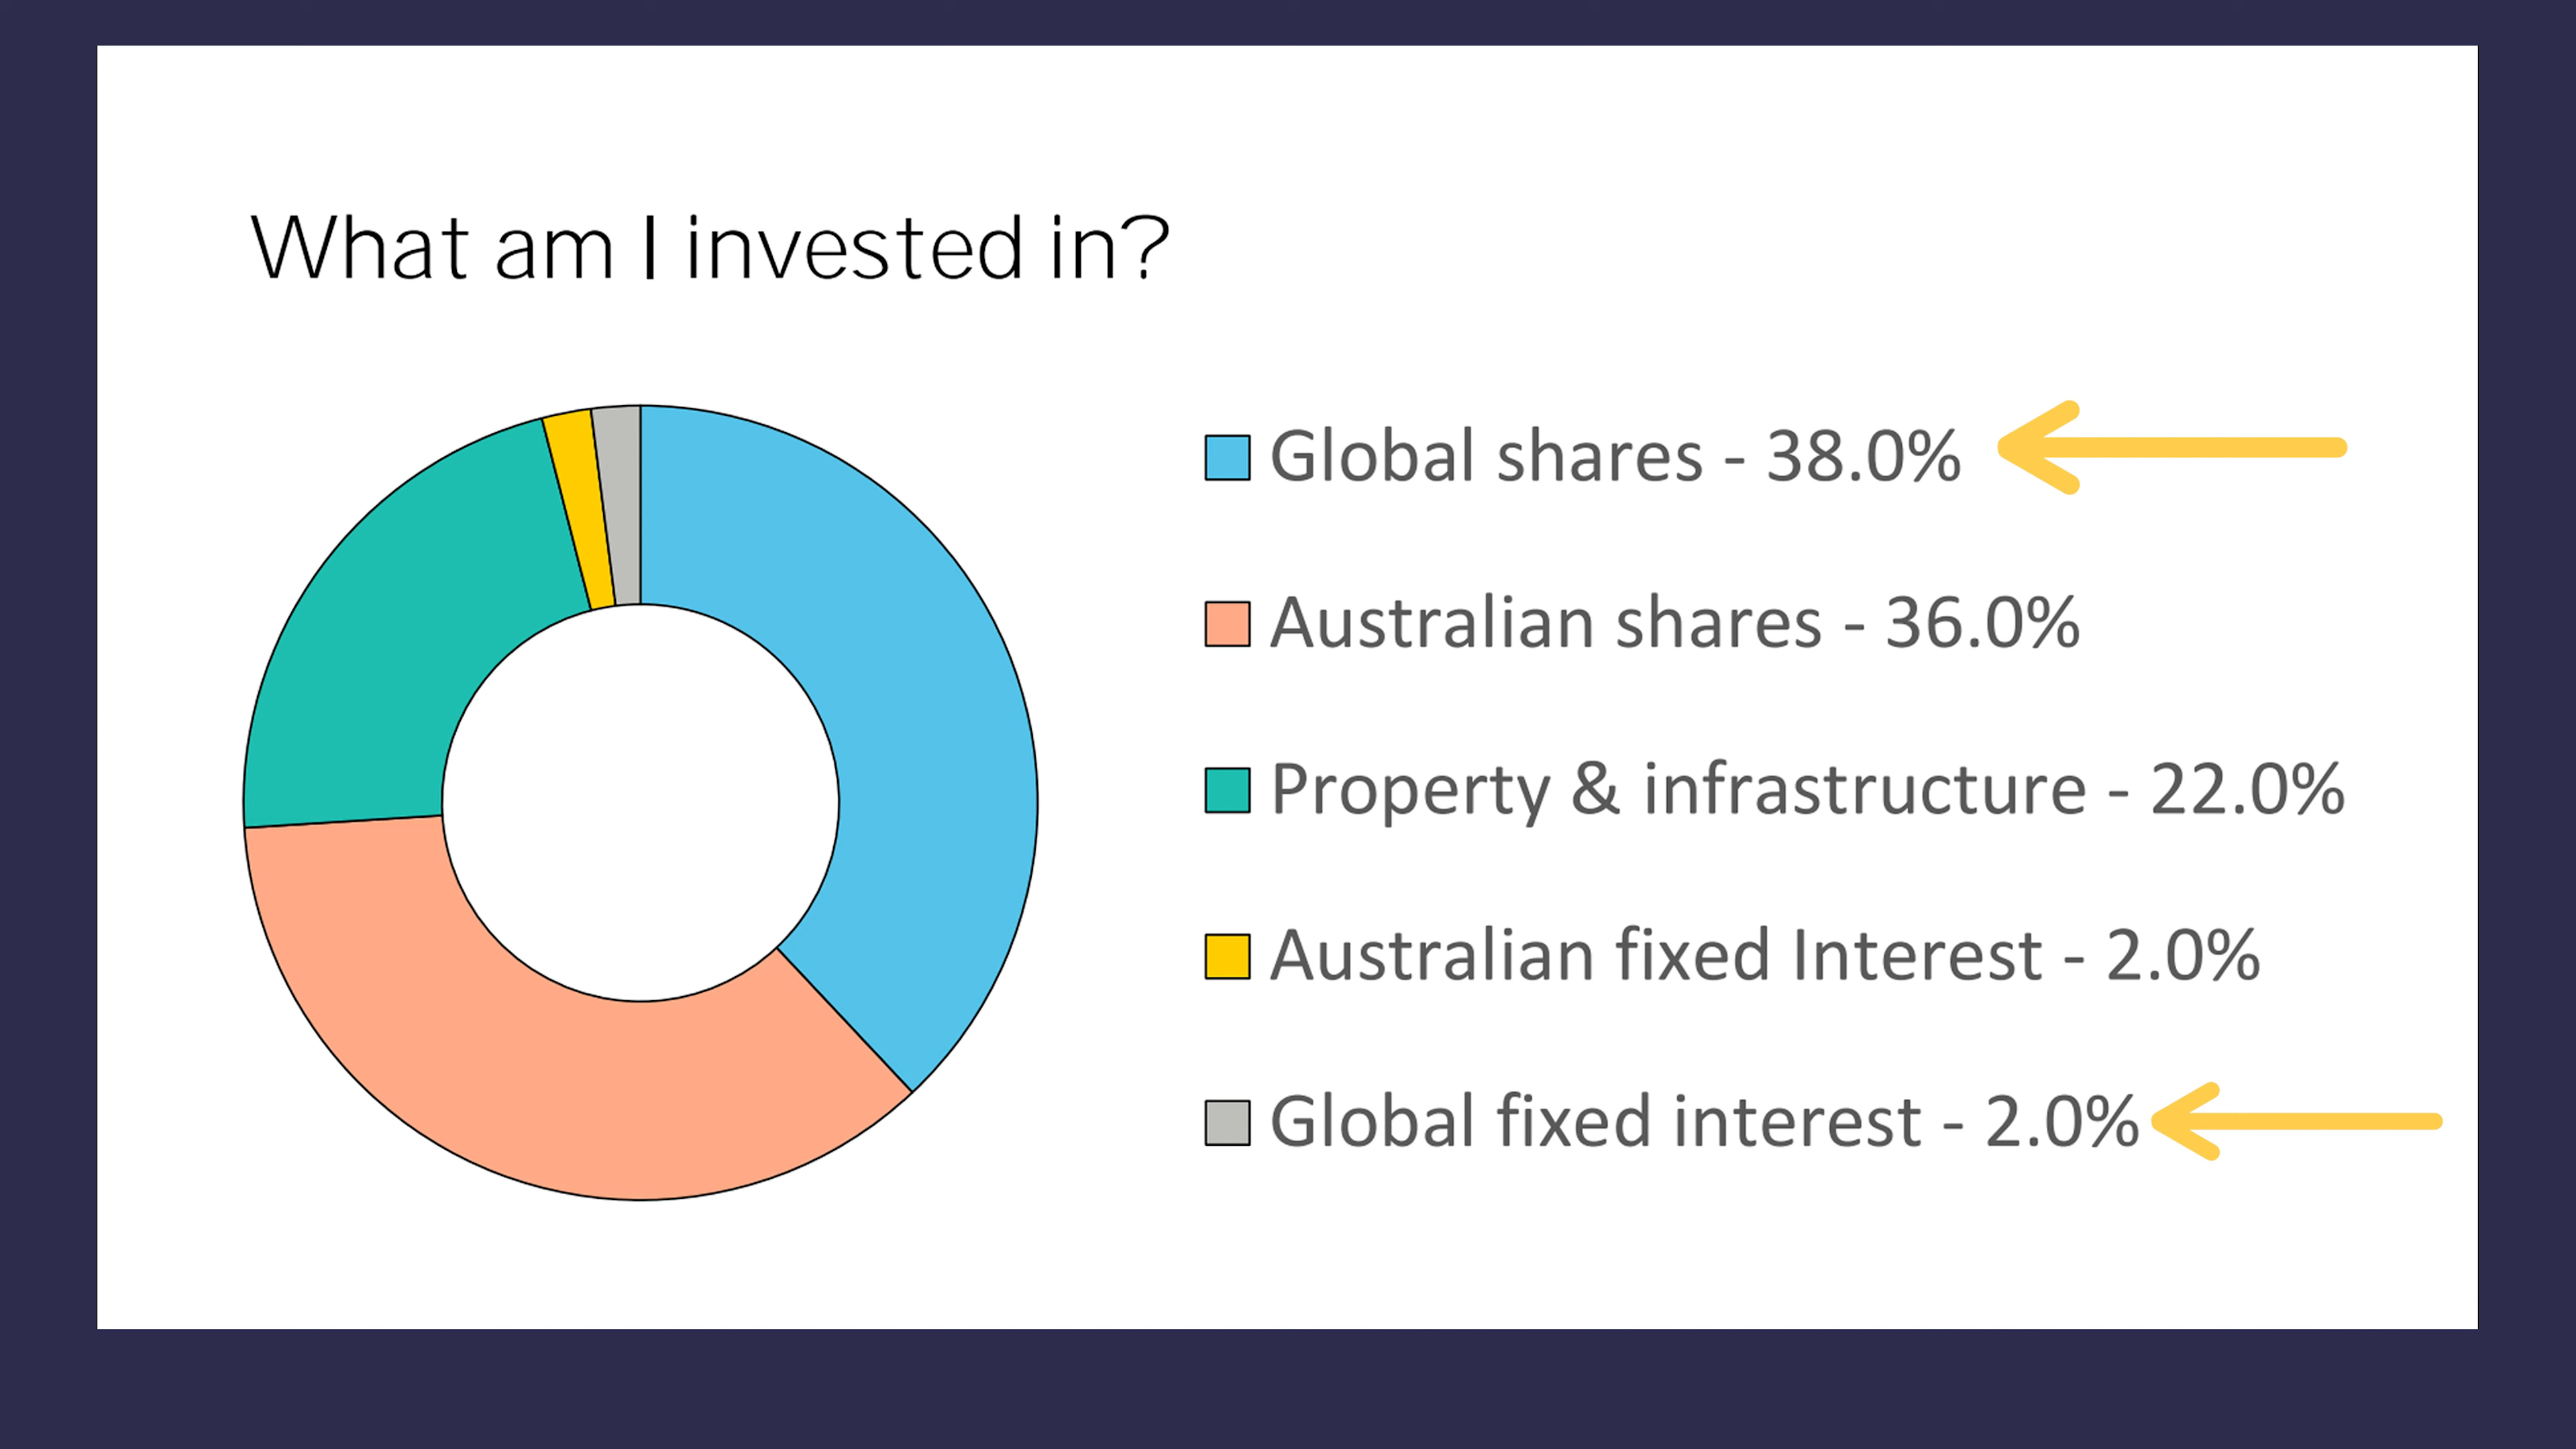 What am I invested in?
Global shares - 38.0%
Australian shares - 36.0%
Property & infrastructure - 22.0%
Australian fixed Interest - 2.0%
Global fixed interest - 2.0%